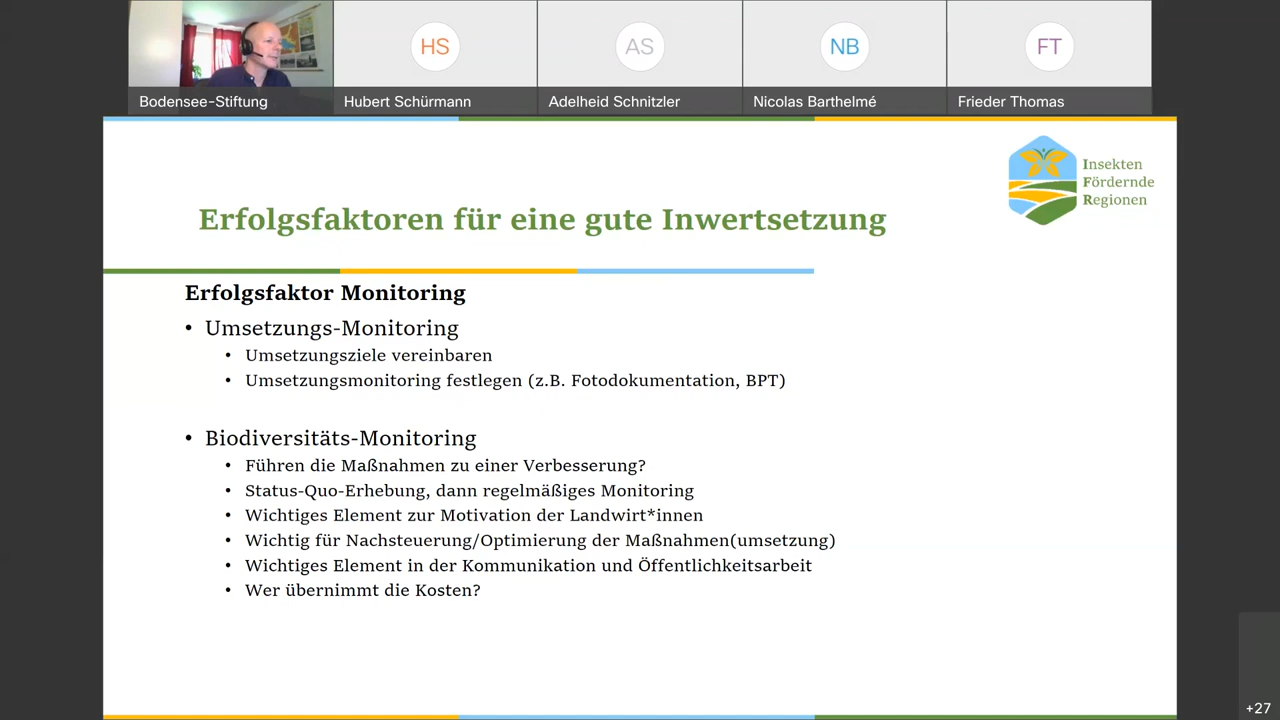 HS
AS
NB
FT
Bodensee-Stiftung
Hubert Schürmann
Adelheid Schnitzler
Nicolas Barthelmé
Frieder Thomas
Insekten
Fördernde
Regionen
Erfolgsfaktoren für eine gute Inwertsetzung
Erfolgsfaktor Monitoring
• Umsetzungs-Monitoring
• Umsetzungsziele vereinbaren
• Umsetzungsmonitoring festlegen (z.B. Fotodokumentation, BPT)
• Biodiversitäts-Monitoring
• Führen die Maßnahmen zu einer Verbesserung?
• Status-Quo-Erhebung, dann regelmäßiges Monitoring
• Wichtiges Element zur Motivation der Landwirt*innen
• Wichtig für Nachsteuerung/Optimierung der Maßnahmen(umsetzung)
• Wichtiges Element in der Kommunikation und Öffentlichkeitsarbeit
• Wer übernimmt die Kosten?
+27